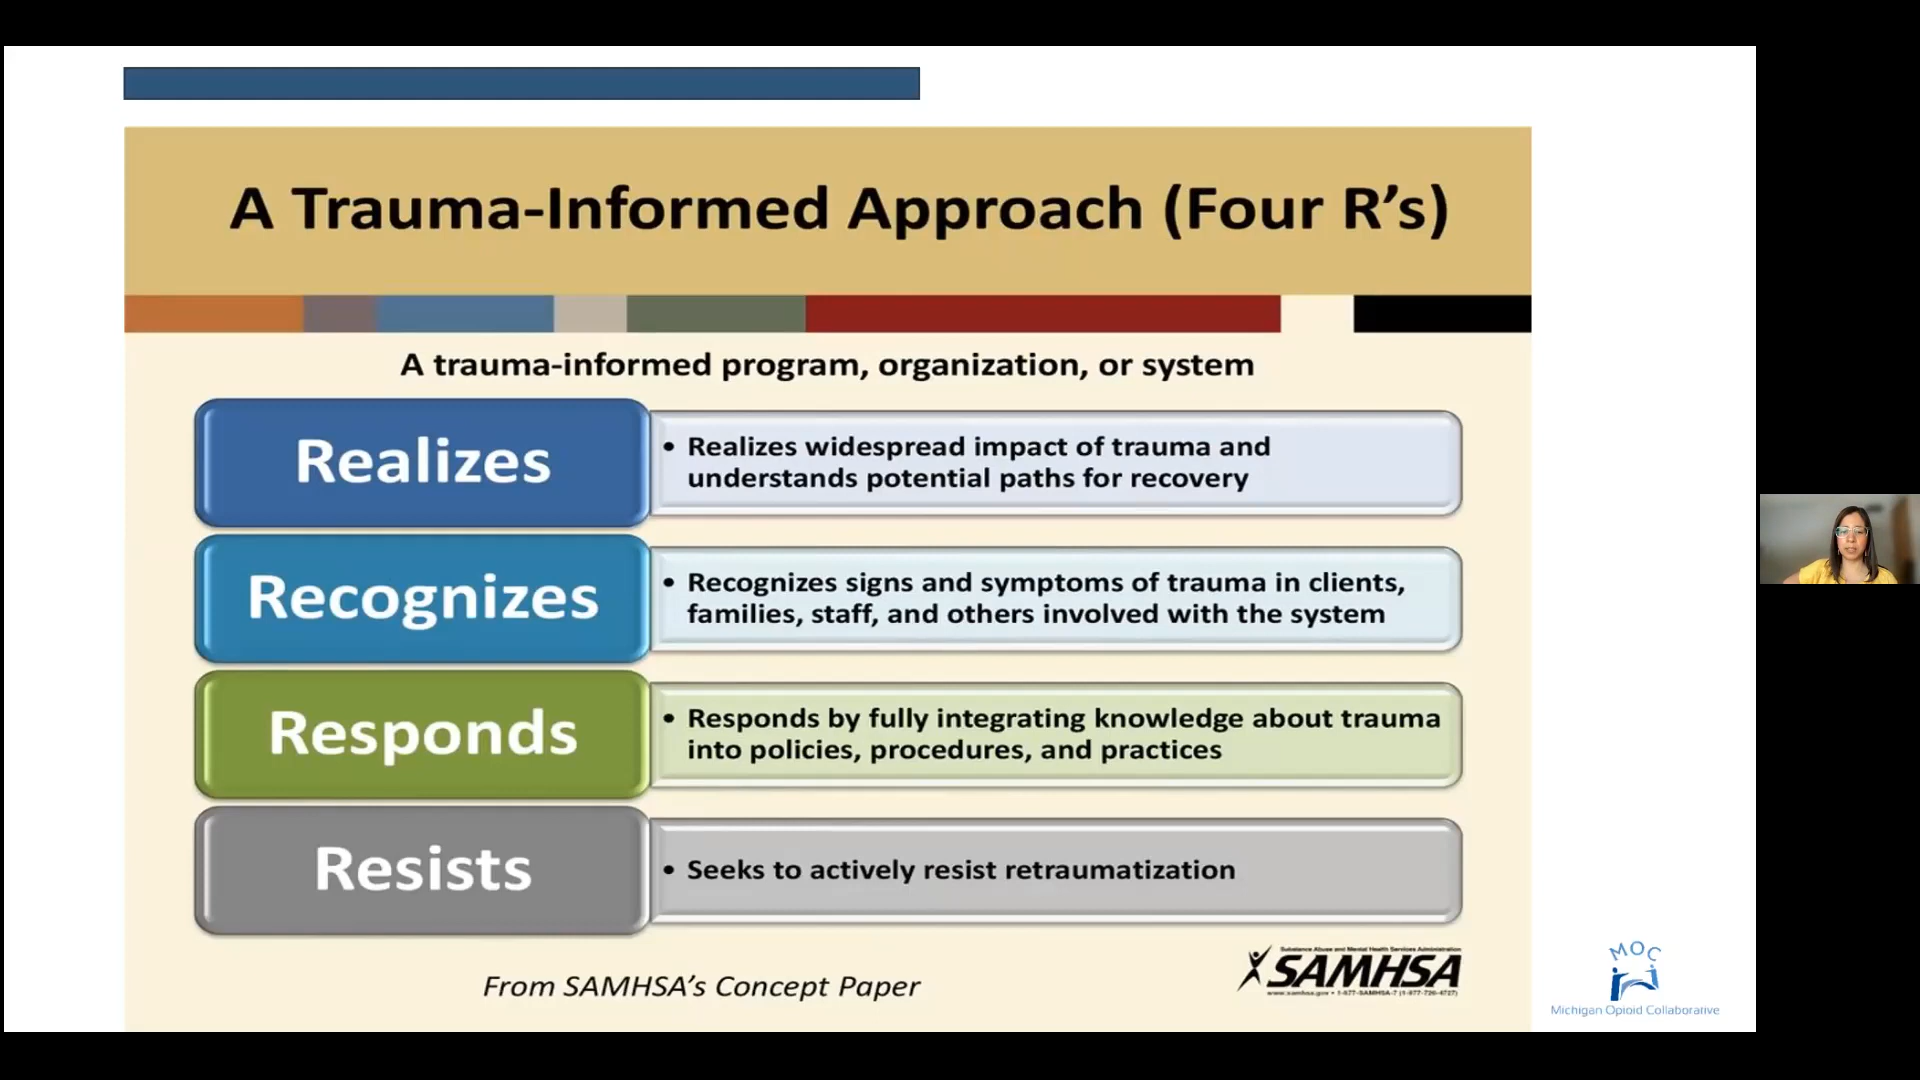 A Trauma-Informed Approach (Four R’s)
A trauma-informed program, organization, or system
Realizes
• Realizes widespread impact of trauma and
understands potential paths for recovery
Recognizes
• Recognizes signs and symptoms of trauma in clients,
families, staff, and others involved with the system
Responds
• Responds by fully integrating knowledge about trauma
into policies, procedures, and practices
Resists
• Seeks to actively resist retraumatization
From SAMHSA’s Concept Paper
Substance Abuse and Mental Health Services Administration
SAMHSA
www.samhsa.gov • 1-877-SAMHSA-7 (1-877-726-4727)
MOC
Michigan Opioid Collaborative